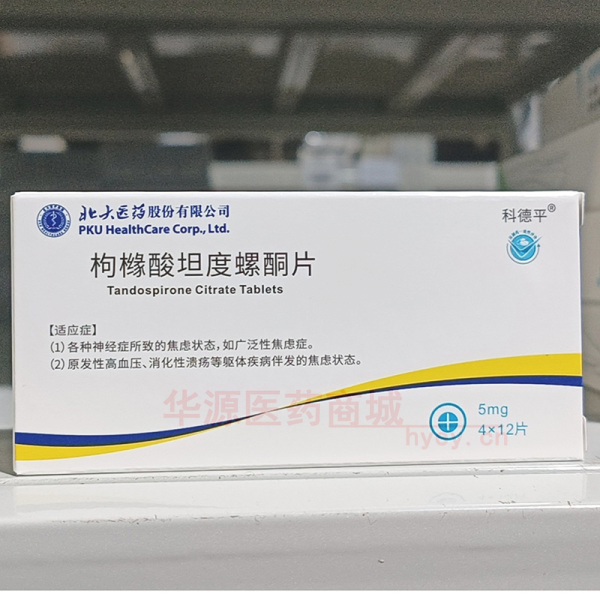 北大医药股份有限公司
PKU HealthCare Corp., Ltd.
科德平®
枸橼酸坦度螺酮片
Tandospirone Citrate Tablets
【适应症】
(1) 各种神经症所致的焦虑状态，如广泛性焦虑症。
(2) 原发性高血压、消化性溃疡等躯体疾病伴发的焦虑状态。
华源医药商城
hyey.cn
5mg
4×12片